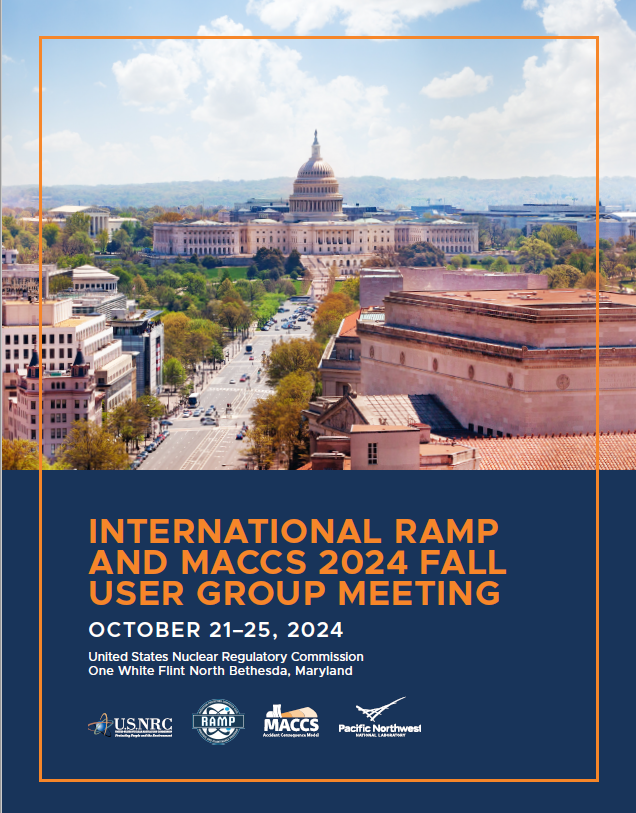 INTERNATIONAL RAMP
AND MACCS 2024 FALL
USER GROUP MEETING
OCTOBER 21–25, 2024
United States Nuclear Regulatory Commission
One White Flint North Bethesda, Maryland
U.S.NRC
Protecting People and the Environment
RAMP
MACCS
Accident Consequence Model
Pacific Northwest
NATIONAL LABORATORY